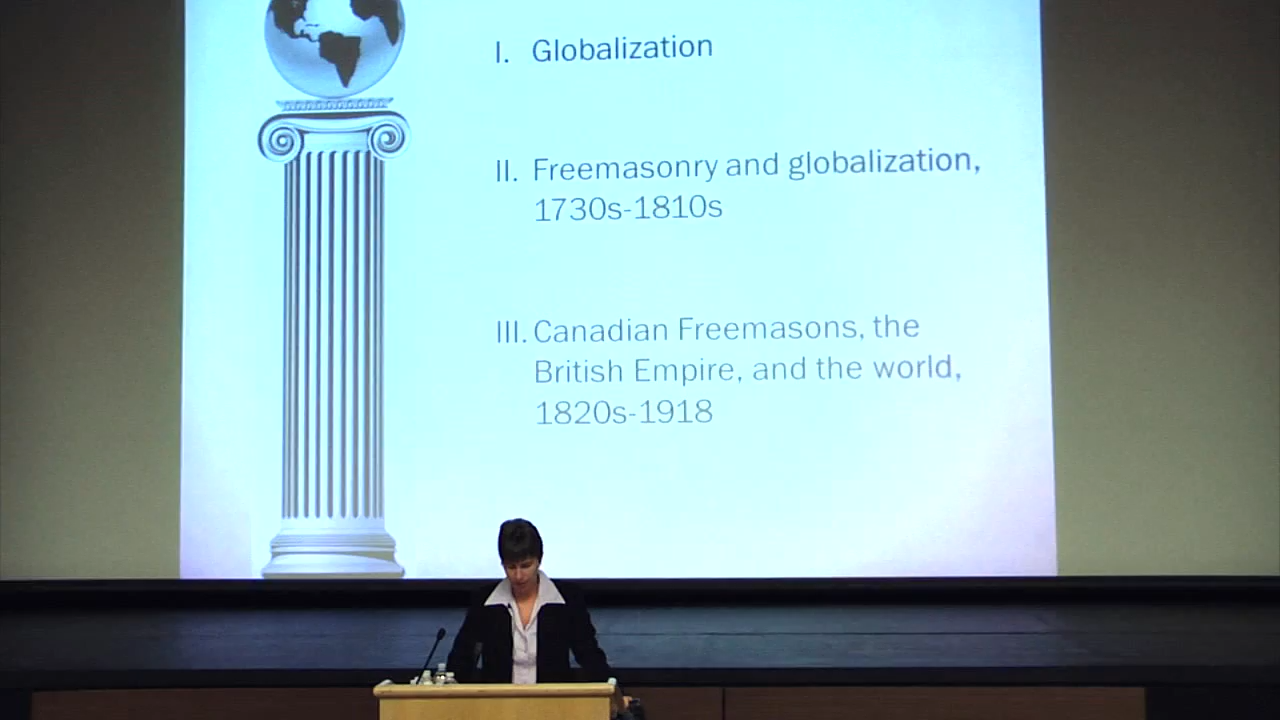 I. Globalization
II. Freemasonry and globalization,
1730s-1810s
III. Canadian Freemasons, the
British Empire, and the world,
1820s-1918